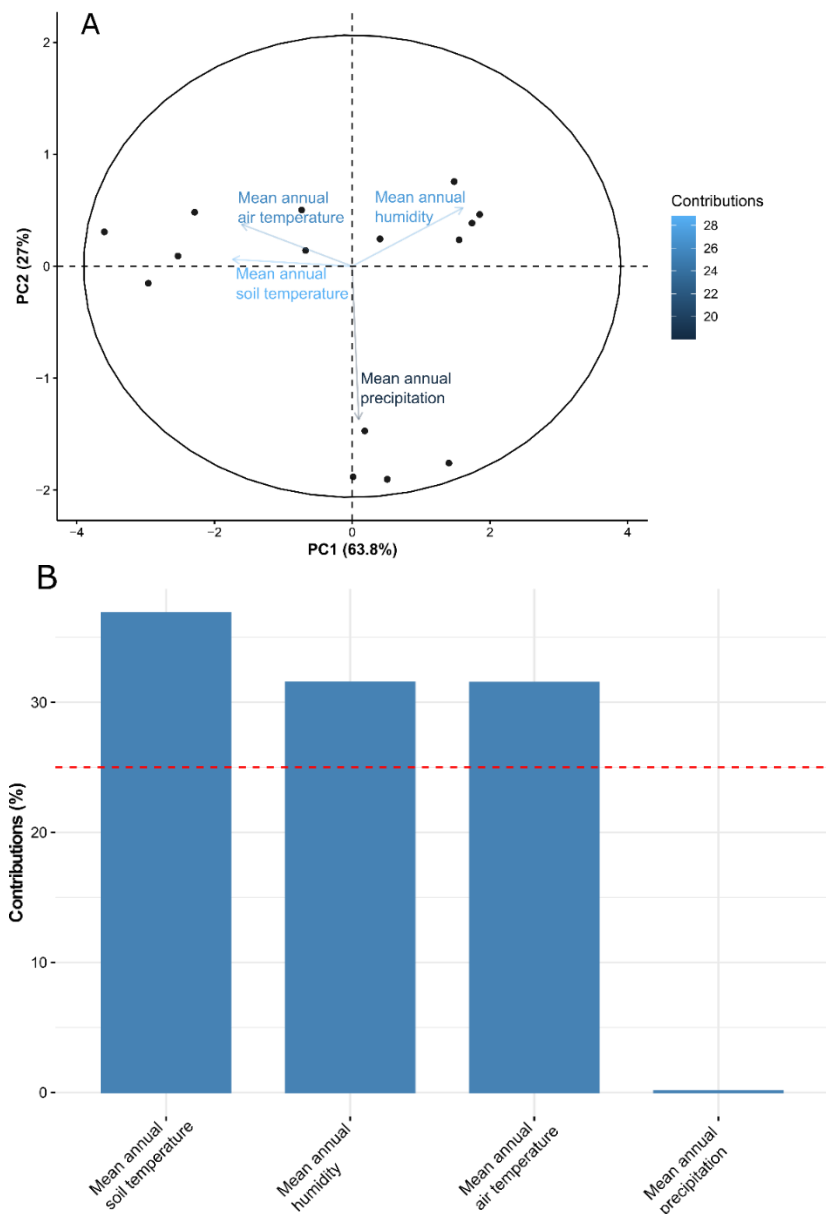 A
2
1
0
−1
−2
PC2 (27%)
Mean annual
air temperature
Mean annual
humidity
Mean annual
soil temperature
Mean annual
precipitation
−4
−2
0
2
4
PC1 (63.8%)
Contributions
28
26
24
22
20
B
Contributions (%)
30
20
10
0
Mean annual
soil temperature
Mean annual
humidity
Mean annual
air temperature
Mean annual
precipitation